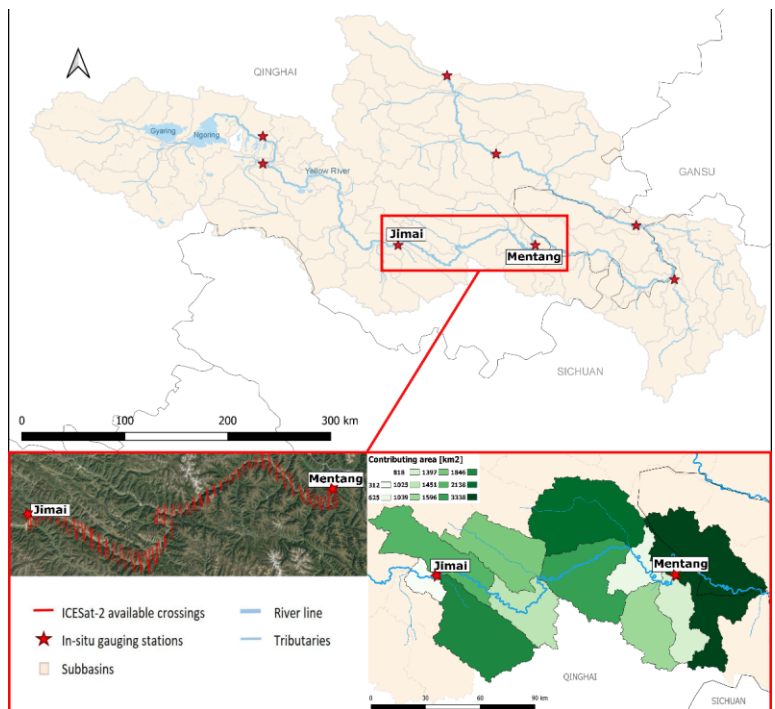 QINGHAI
Gyaring
Ngoring
Yellow River
GANSU
Jimai
Mentang
SICHUAN
0 100 200 300 km
Jimai
Mentang
Contributing area [km2]
818 1397 1846
312 1025 1451 2138
625 1039 1596 3338
Jimai
Mentang
ICESat-2 available crossings
River line
In-situ gauging stations
Tributaries
Subbasins
QINGHAI
SICHUAN
0 30 60 90 km